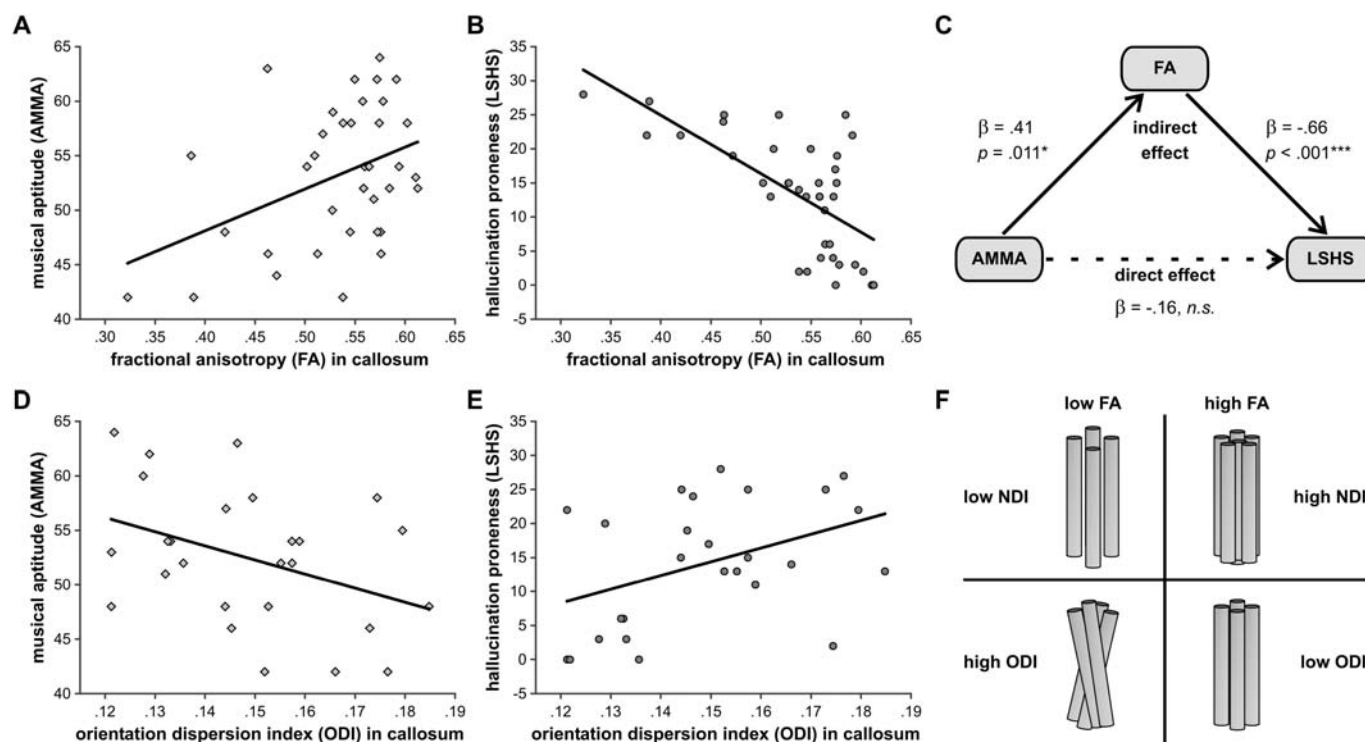 A
musical aptitude (AMMA)
65
60
55
50
45
40
.30 .35 .40 .45 .50 .55 .60 .65
fractional anisotropy (FA) in callosum
B
hallucination proneness (LSHS)
35
30
25
20
15
10
5
0
-5
.30 .35 .40 .45 .50 .55 .60 .65
fractional anisotropy (FA) in callosum
C
FA
β = .41
p = .011*
indirect
effect
β = -.66
p < .001***
AMMA
LSHS
direct effect
β = -.16, n.s.
D
musical aptitude (AMMA)
65
60
55
50
45
40
.12 .13 .14 .15 .16 .17 .18 .19
orientation dispersion index (ODI) in callosum
E
hallucination proneness (LSHS)
35
30
25
20
15
10
5
0
-5
.12 .13 .14 .15 .16 .17 .18 .19
orientation dispersion index (ODI) in callosum
F
low FA
high FA
low NDI
high NDI
high ODI
low ODI